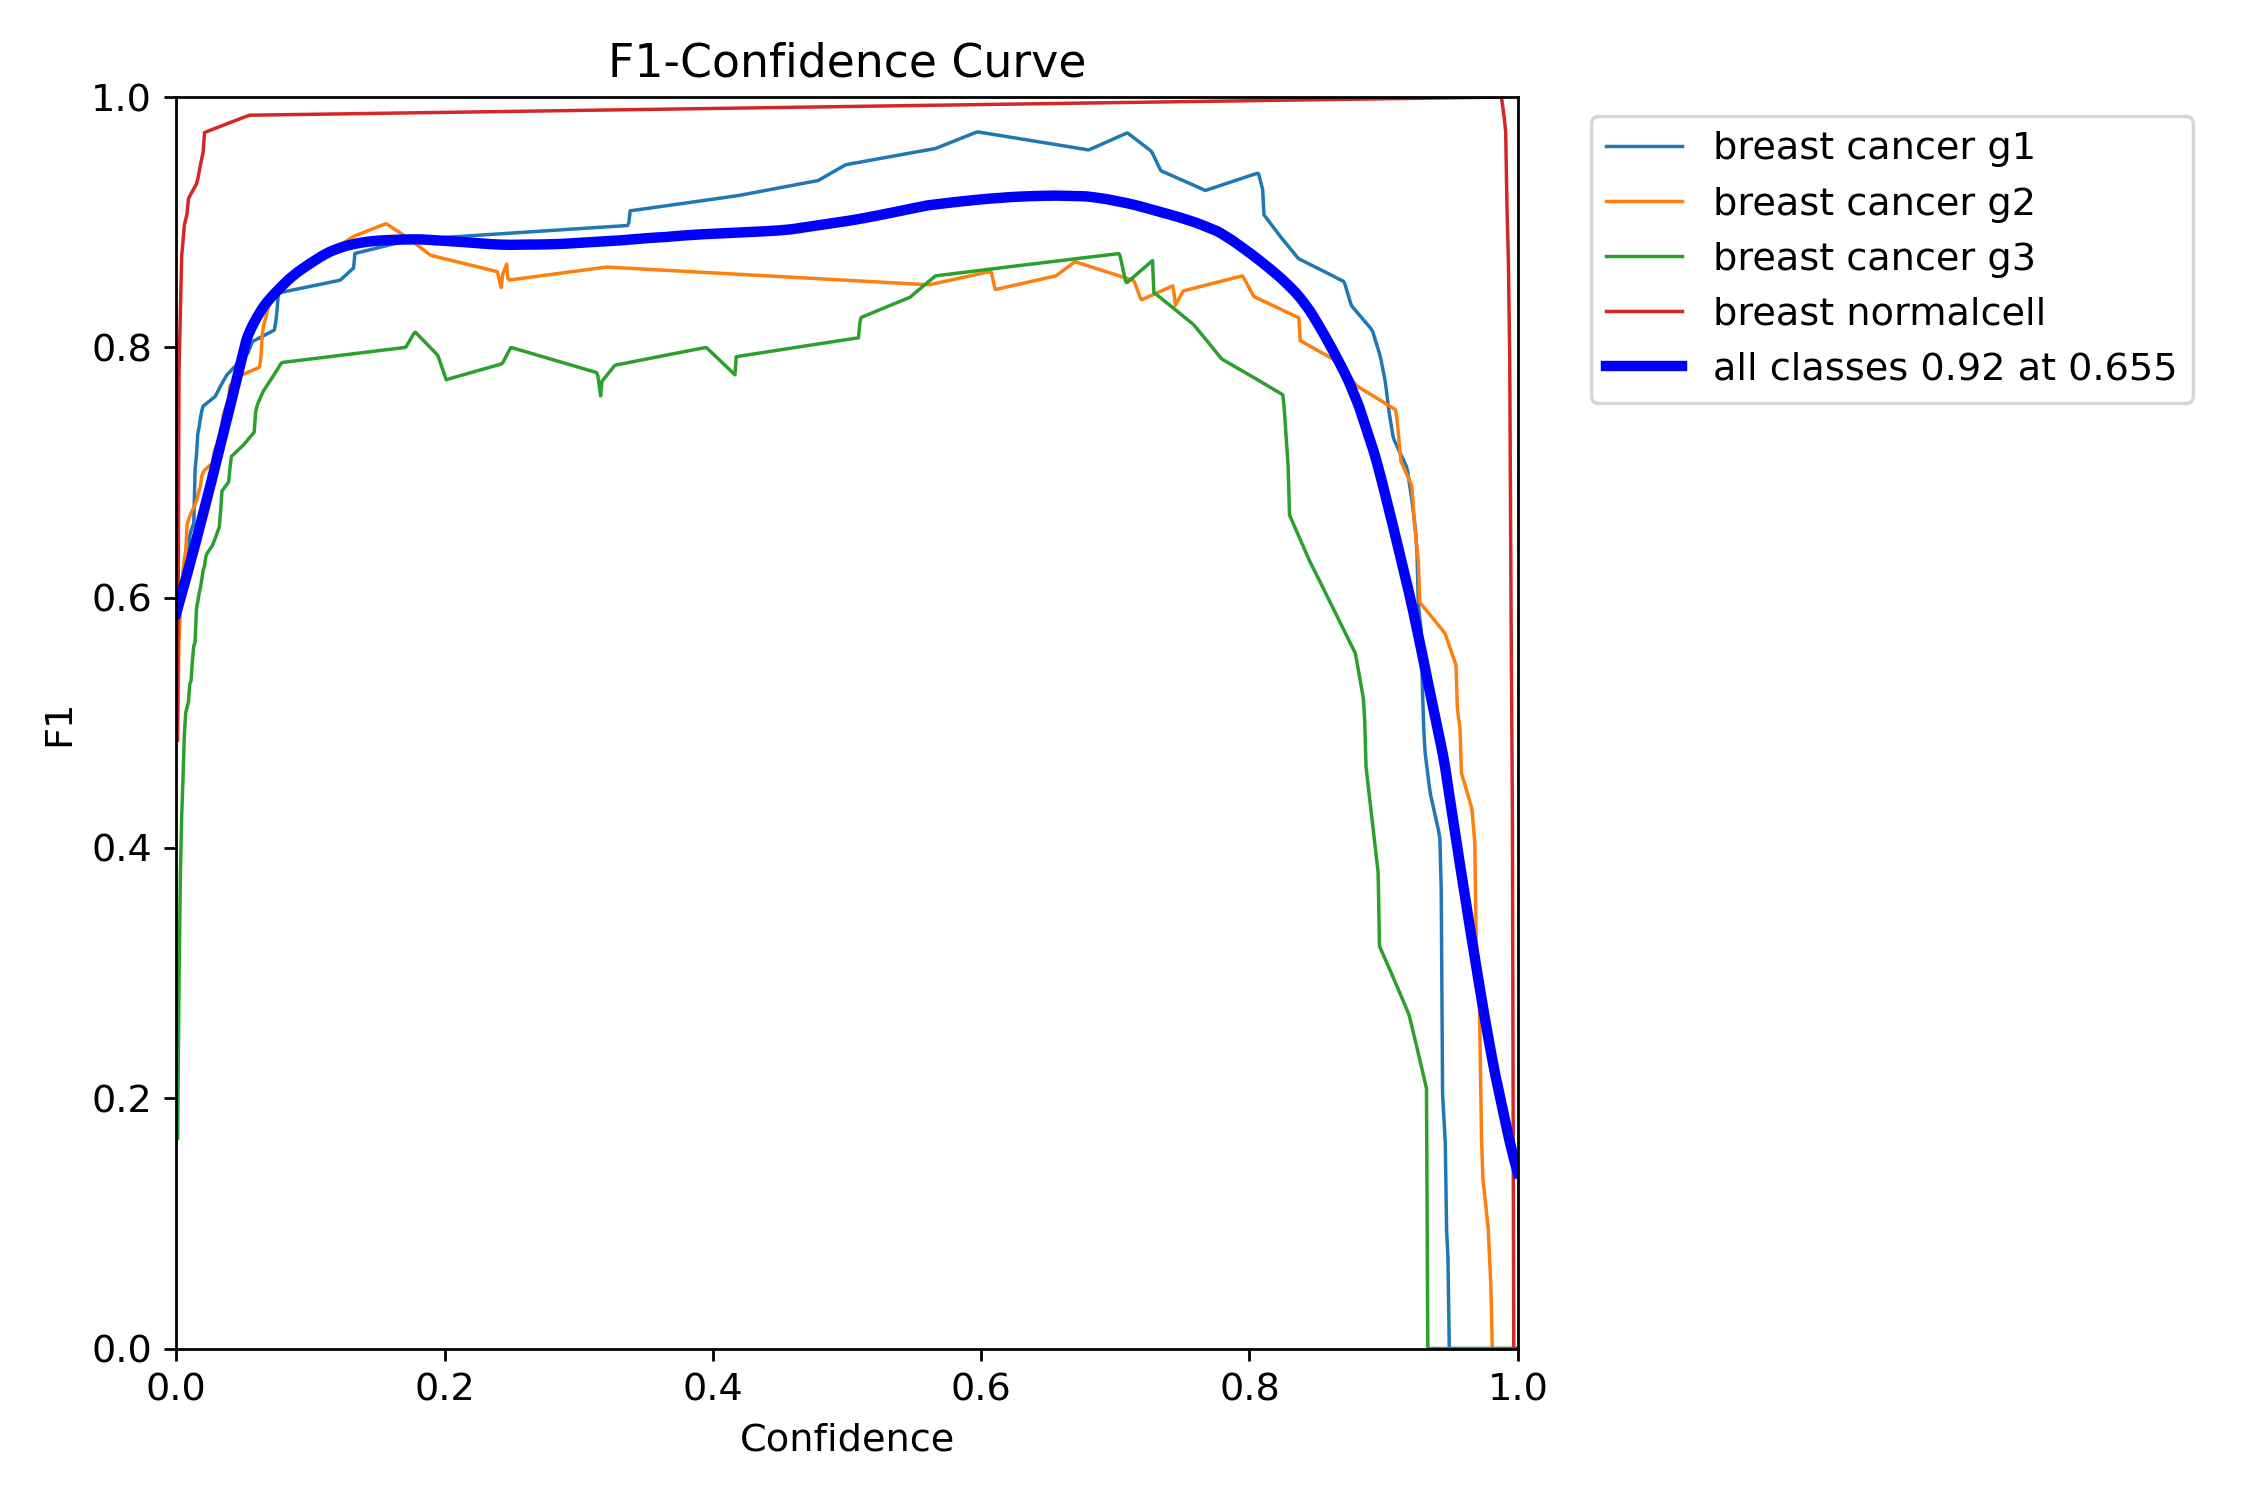 F1-Confidence Curve
1.0
0.8
0.6
0.4
0.2
0.0
F1
0.0 0.2 0.4 0.6 0.8 1.0
Confidence
breast cancer g1
breast cancer g2
breast cancer g3
breast normalcell
all classes 0.92 at 0.655